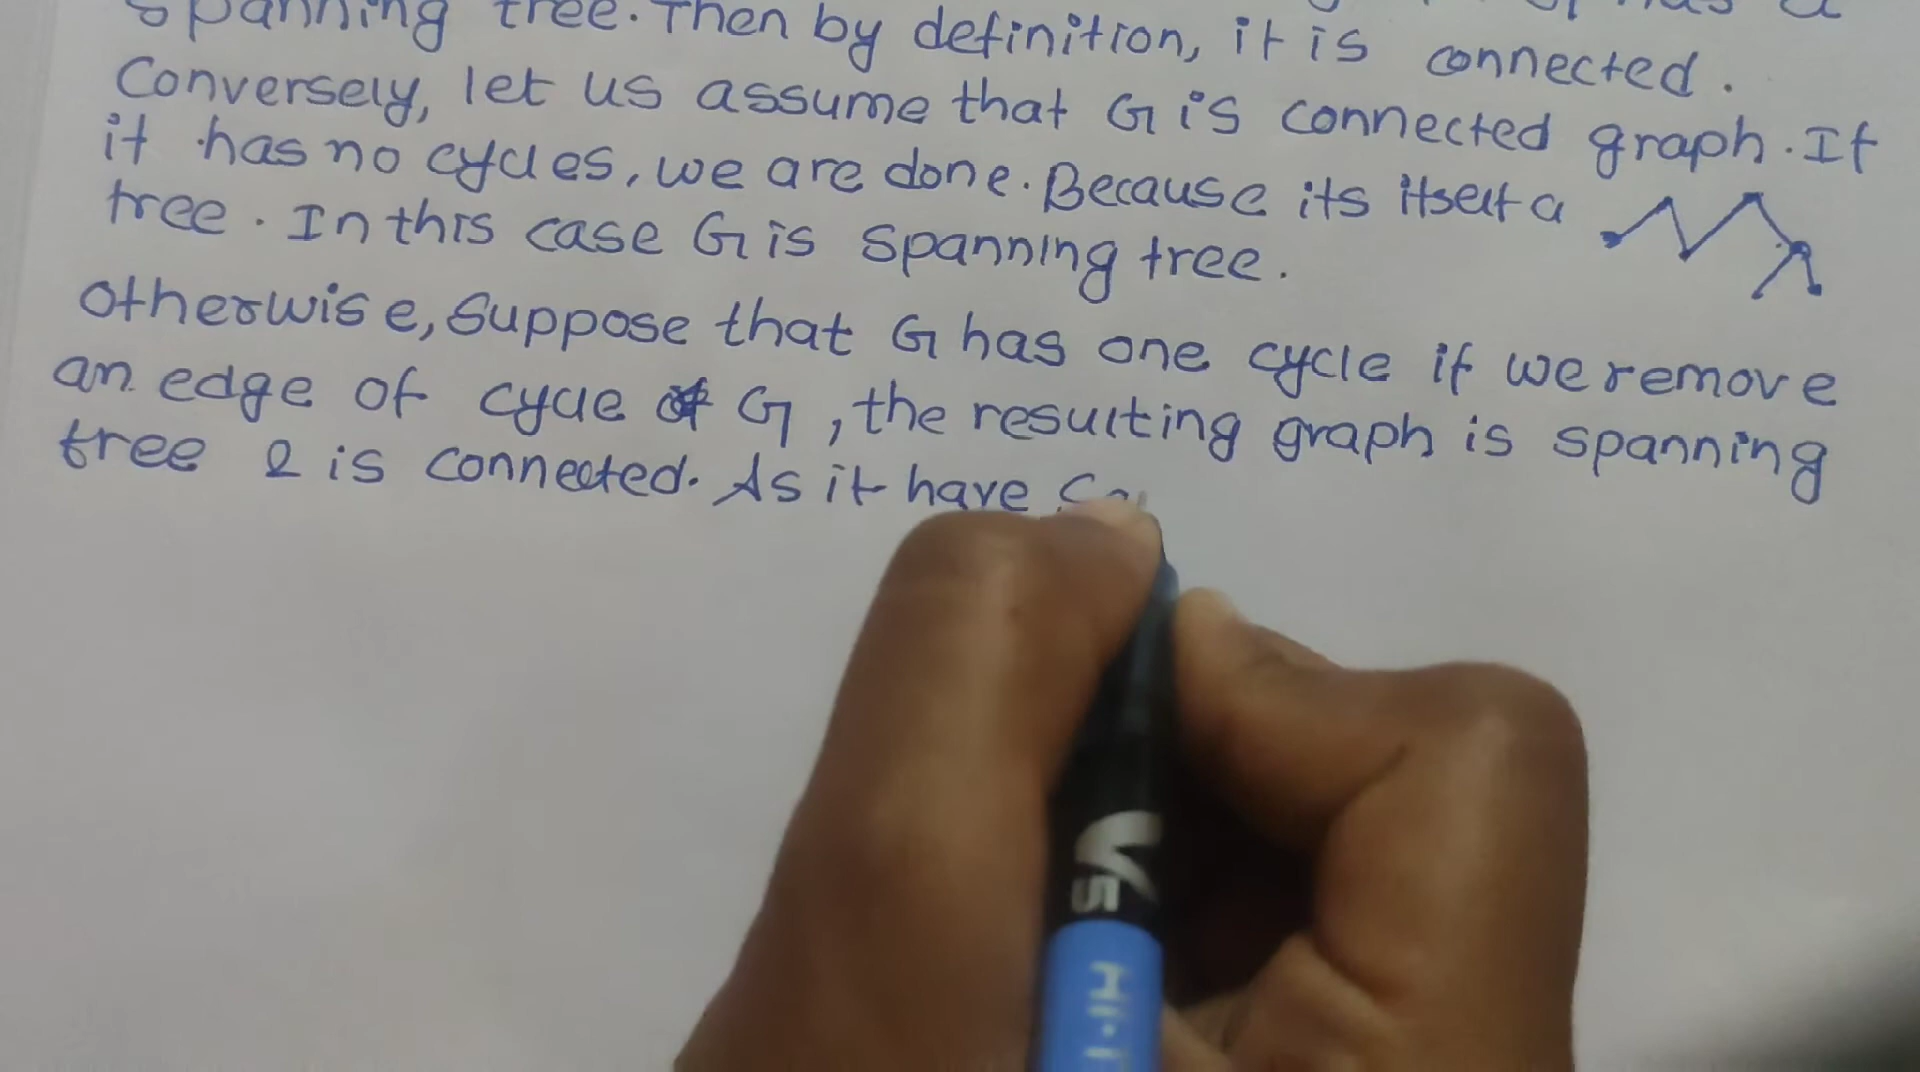 spanning tree. Then by definition, it is connected.
Conversely, let us assume that G is connected graph. If
it has no cycles, we are done. Because its itself a
tree. In this case G is spanning tree.
Otherwise, suppose that G has one cycle if we remove
an edge of cycle of G, the resulting graph is spanning
tree & is connected. As it have
V5
Hi-T